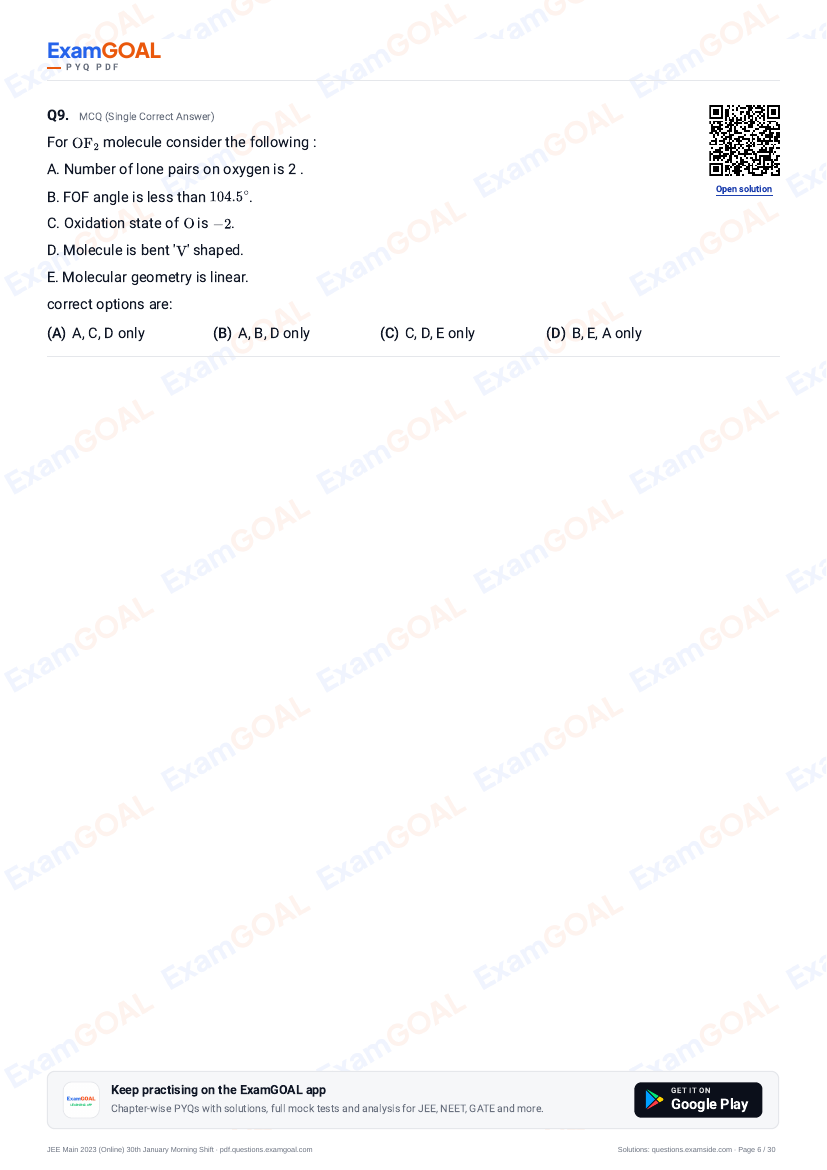 ExamGOAL
PYQ PDF
Q9. MCQ (Single Correct Answer)
For OF₂ molecule consider the following :
A. Number of lone pairs on oxygen is 2 .
B. FOF angle is less than 104.5°.
C. Oxidation state of O is −2.
D. Molecule is bent 'V' shaped.
E. Molecular geometry is linear.
correct options are:
(A) A, C, D only (B) A, B, D only (C) C, D, E only (D) B, E, A only
Open solution
ExamGOAL
Keep practising on the ExamGOAL app
Chapter-wise PYQs with solutions, full mock tests and analysis for JEE, NEET, GATE and more.
GET IT ON
Google Play
JEE Main 2023 (Online) 30th January Morning Shift · pdf.questions.examgoal.com
Solutions: questions.examside.com · Page 6 / 30